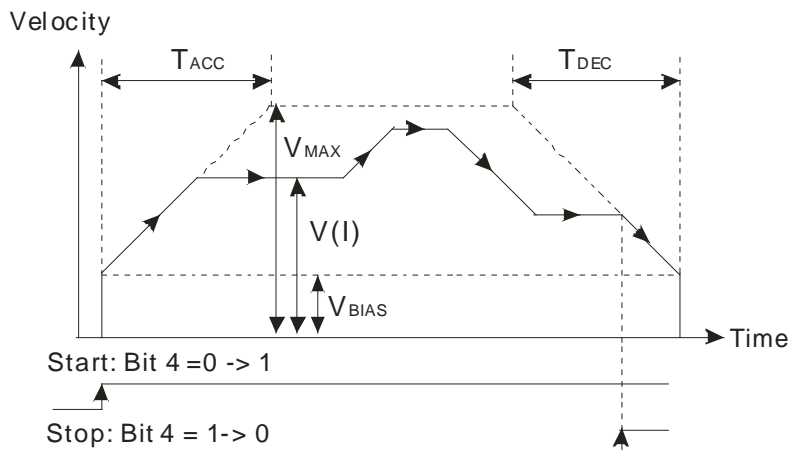 Velocity
TACC
TDEC
VMAX
V(I)
VBIAS
Time
Start: Bit 4 =0 -> 1
Stop: Bit 4 = 1-> 0